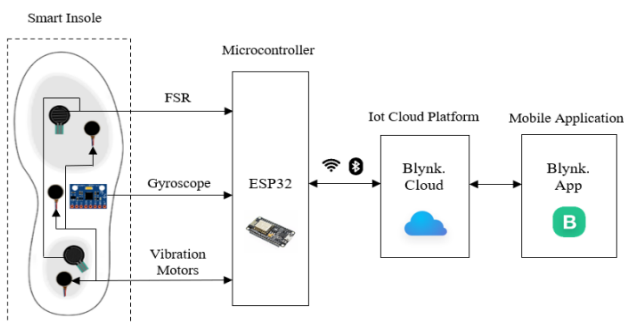 Smart Insole
Microcontroller
FSR
Iot Cloud Platform
Mobile Application
Gyroscope
ESP32
Blynk.
Cloud
Blynk.
App
B
Vibration
Motors